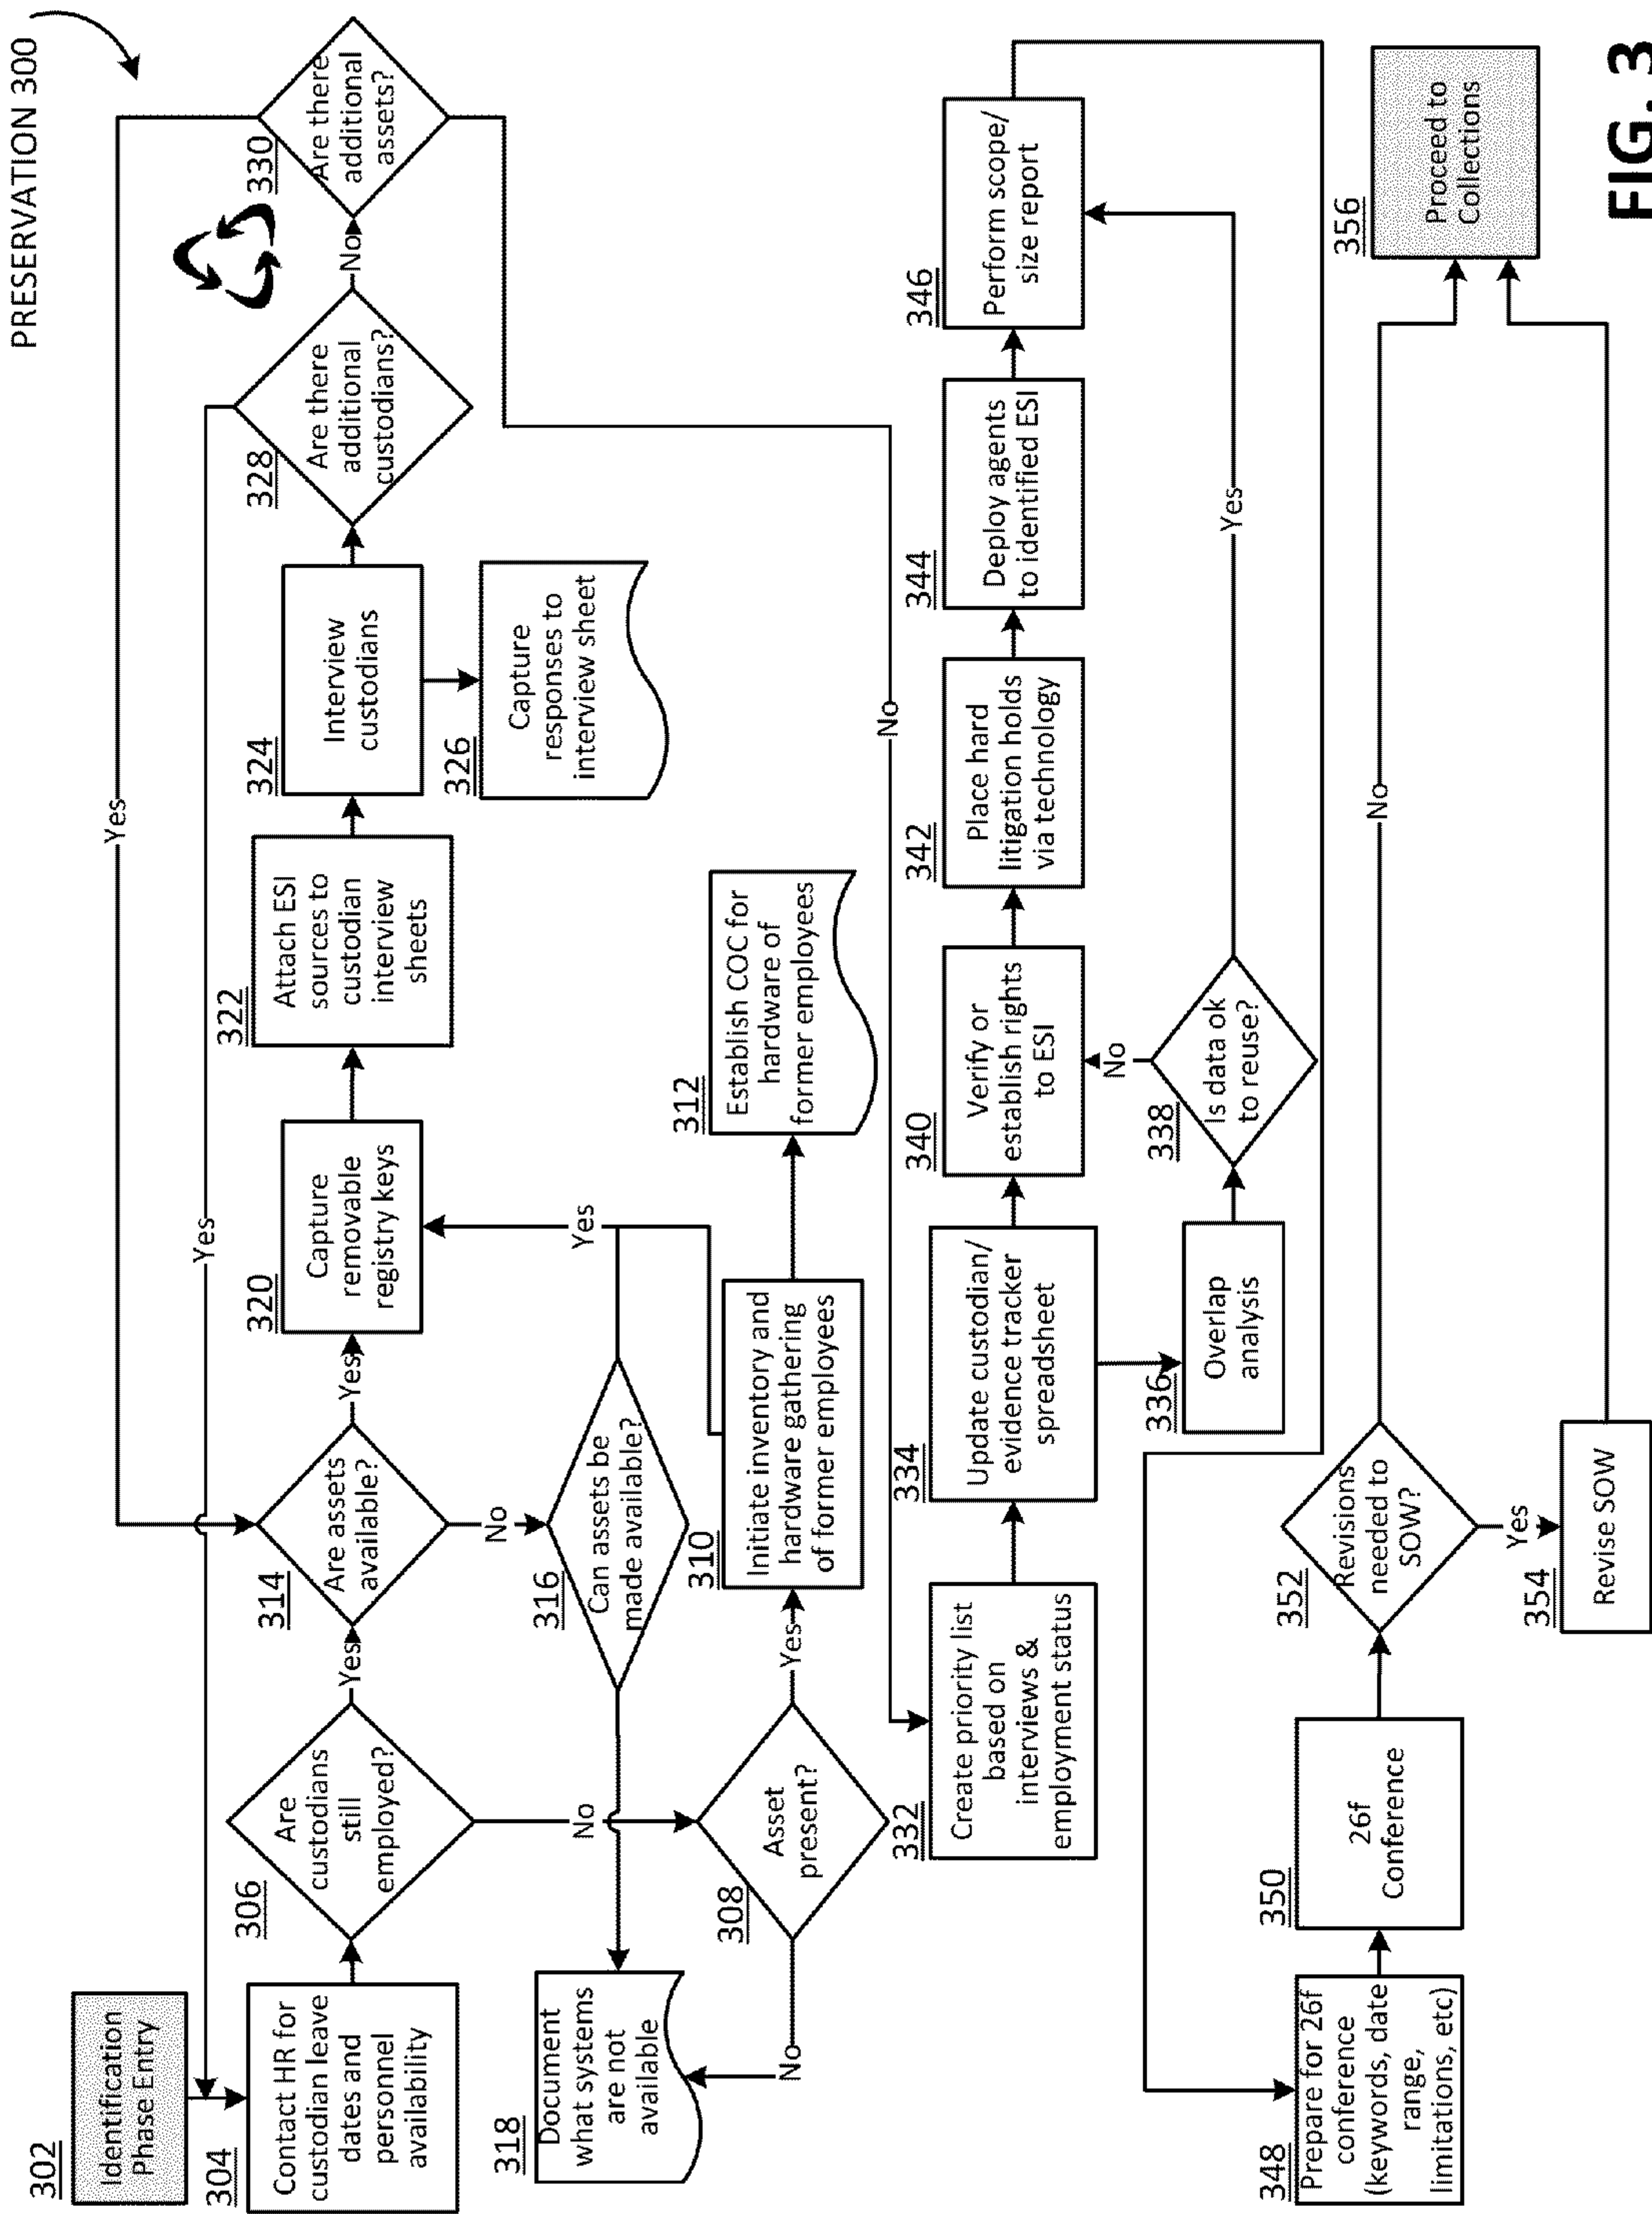 PRESERVATION 300
302
Identification
Phase Entry
304
Contact HR for
custodian leave
dates and
personnel
availability
306
Are
custodians
still
employed?
Yes
No
314
Are assets
available?
Yes
No
320
Capture
removable
registry keys
322
Attach ESI
sources to
custodian
interview
sheets
324
Interview
custodians
326
Capture
responses to
interview sheet
328
Are there
additional
custodians?
No
Yes
330
Are there
additional
assets?
Yes
No
316
Can assets be
made available?
Yes
318
Document
what systems
are not
available
308
Asset
present?
No
Yes
310
Initiate inventory and
hardware gathering
of former employees
312
Establish COC for
hardware of
former employees
332
Create priority list
based on
interviews &
employment status
334
Update custodian/
evidence tracker
spreadsheet
336
Overlap
analysis
338
Is data ok
to reuse?
No
Yes
340
Verify or
establish rights
to ESI
342
Place hard
litigation holds
via technology
344
Deploy agents
to identified ESI
346
Perform scope/
size report
348
Prepare for 26f
conference
(keywords, date
range,
limitations, etc)
350
26f
Conference
352
Revisions
needed to
SOW?
No
Yes
354
Revise SOW
356
Proceed to
Collections
FIG. 3